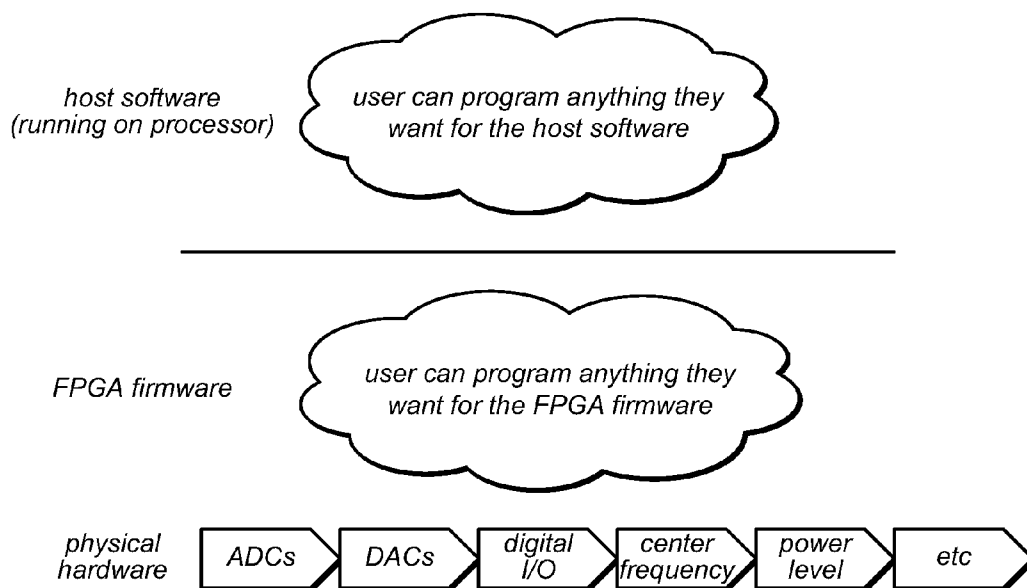 host software
(running on processor)
user can program anything they
want for the host software
FPGA firmware
user can program anything they
want for the FPGA firmware
physical
hardware
ADCs
DACs
digital
I/O
center
frequency
power
level
etc